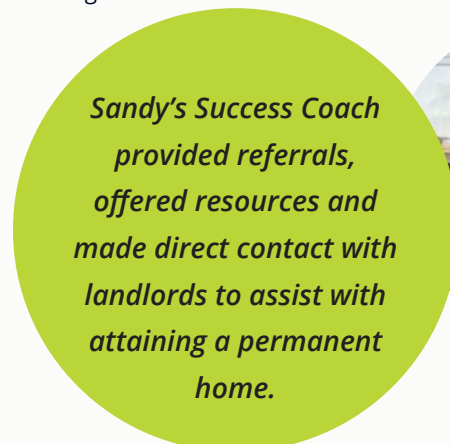 Sandy’s Success Coach
provided referrals,
offered resources and
made direct contact with
landlords to assist with
attaining a permanent
home.